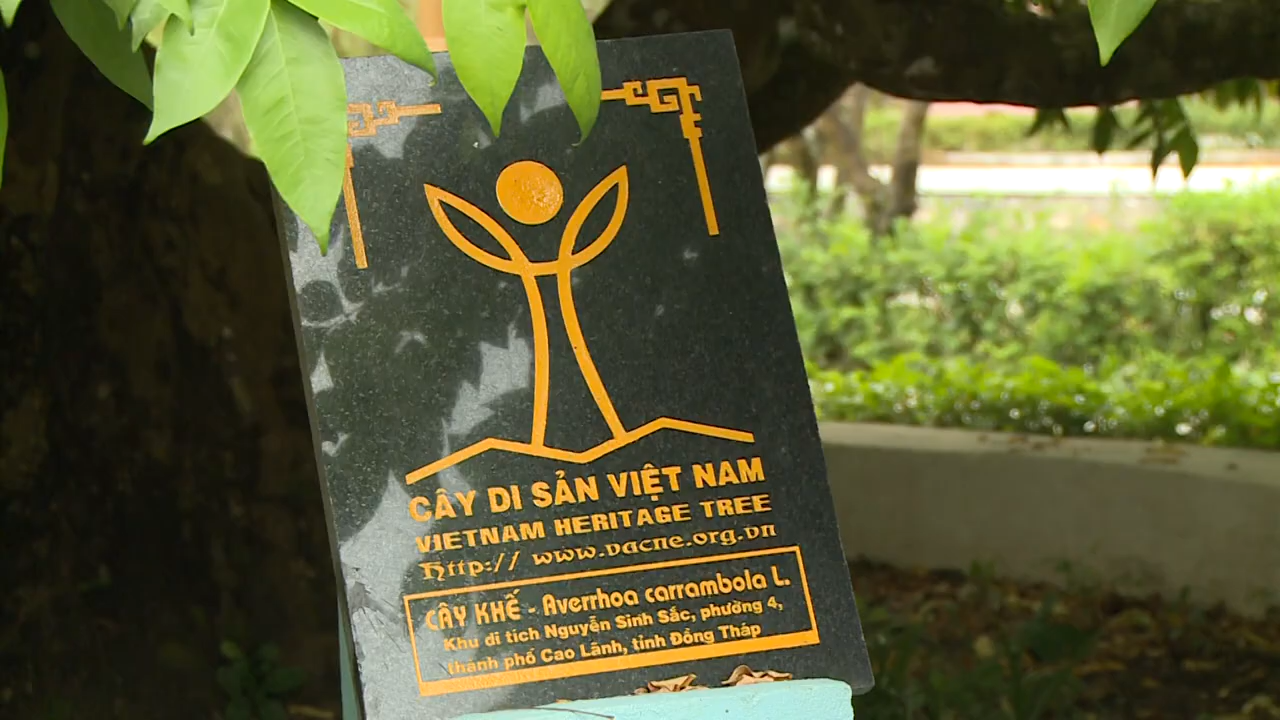 CÂY DI SẢN VIỆT NAM
VIETNAM HERITAGE TREE
Http:// www.vacne.org.vn
CÂY KHẾ - Averrhoa carrambola L.
Khu di tích Nguyễn Sinh Sắc, phường 4,
thành phố Cao Lãnh, tỉnh Đồng Tháp